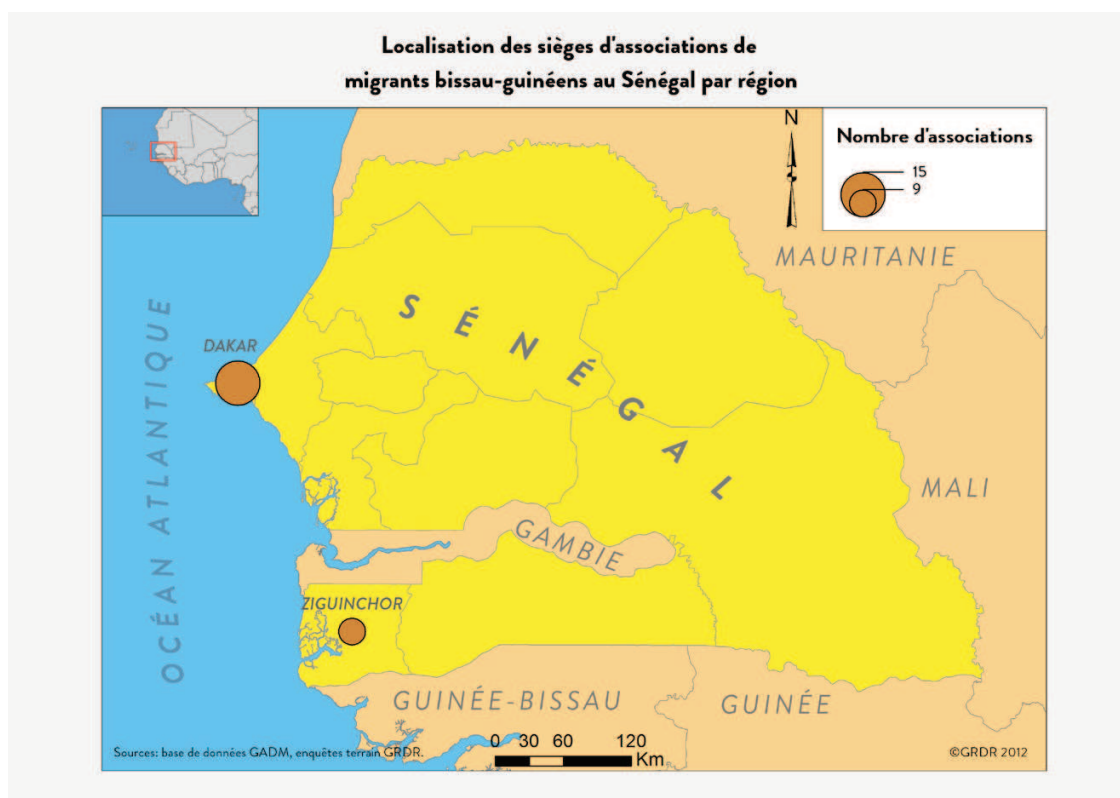 Localisation des sièges d'associations de
migrants bissau-guinéens au Sénégal par région
N
Nombre d'associations
15
9
MAURITANIE
SÉNÉGAL
DAKAR
OCÉAN ATLANTIQUE
MALI
GAMBIE
ZIGUINCHOR
GUINÉE-BISSAU
GUINÉE
0 30 60 120
Km
Sources: base de données GADM, enquêtes terrain GRDR.
©GRDR 2012